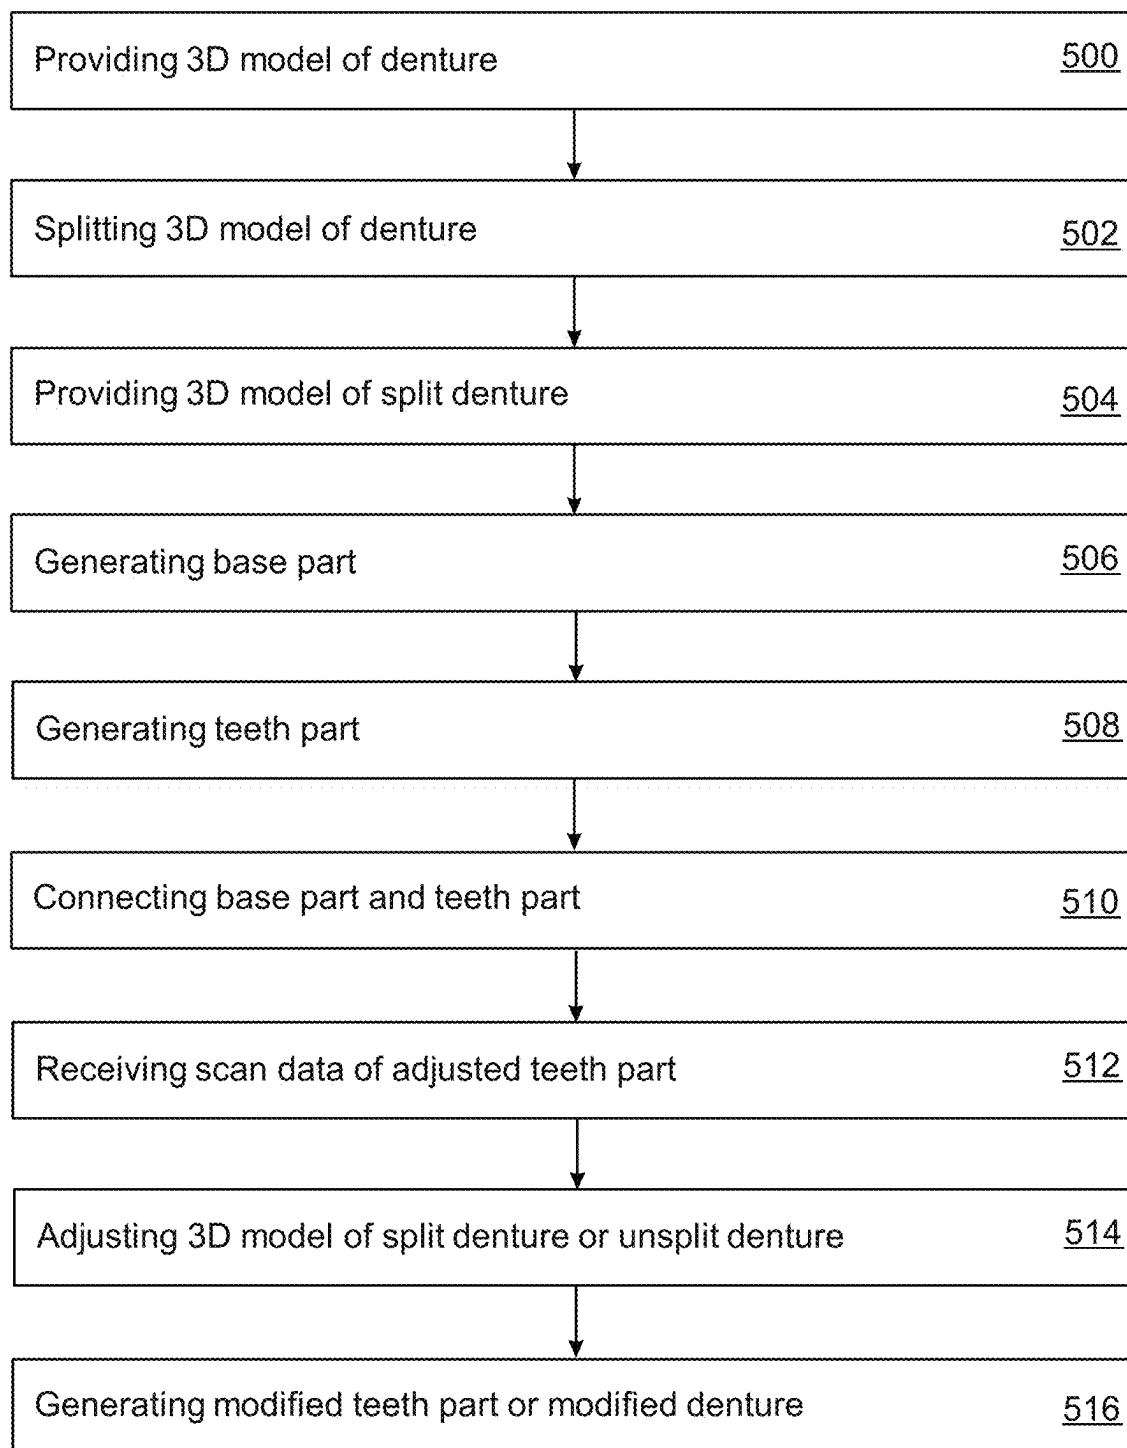 Providing 3D model of denture 500
Splitting 3D model of denture 502
Providing 3D model of split denture 504
Generating base part 506
Generating teeth part 508
Connecting base part and teeth part 510
Receiving scan data of adjusted teeth part 512
Adjusting 3D model of split denture or unsplit denture 514
Generating modified teeth part or modified denture 516